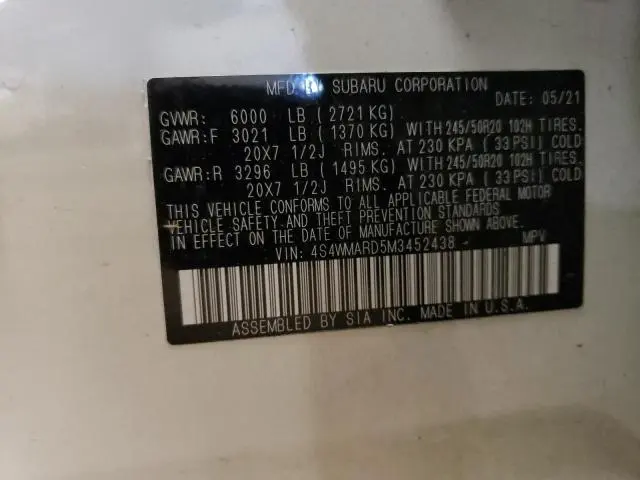 MFD BY SUBARU CORPORATION
DATE: 05/21
GVWR: 6000 LB (2721 KG)
GAWR:F 3021 LB (1370 KG) WITH 245/50R20 102H TIRES.
20X7 1/2J RIMS. AT 230 KPA (33 PSI) COLD
GAWR:R 3296 LB (1495 KG) WITH 245/50R20 102H TIRES.
20X7 1/2J RIMS. AT 230 KPA (33 PSI) COLD
THIS VEHICLE CONFORMS TO ALL APPLICABLE FEDERAL MOTOR
VEHICLE SAFETY AND THEFT PREVENTION STANDARDS
IN EFFECT ON THE DATE OF MANUFACTURE SHOWN ABOVE.
VIN: 4S4WMARD5M3452438 MPV
ASSEMBLED BY SIA INC. MADE IN U.S.A.